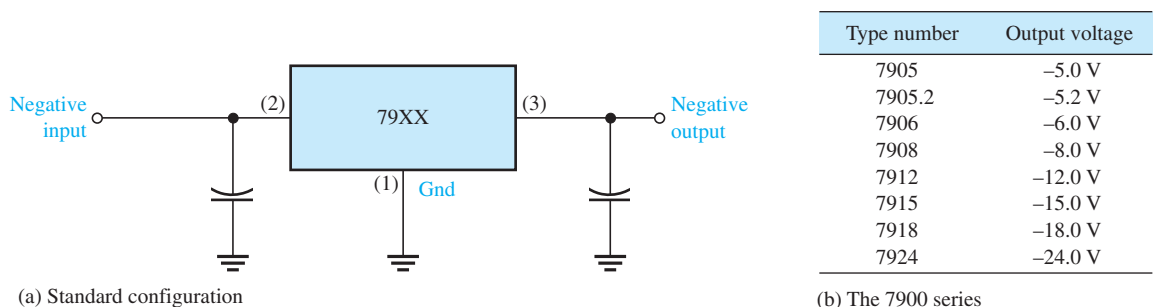 Negative
input
(2)
79XX
(3)
Negative
output
(1)
Gnd
(a) Standard configuration
Type number Output voltage
7905 –5.0 V
7905.2 –5.2 V
7906 –6.0 V
7908 –8.0 V
7912 –12.0 V
7915 –15.0 V
7918 –18.0 V
7924 –24.0 V
(b) The 7900 series